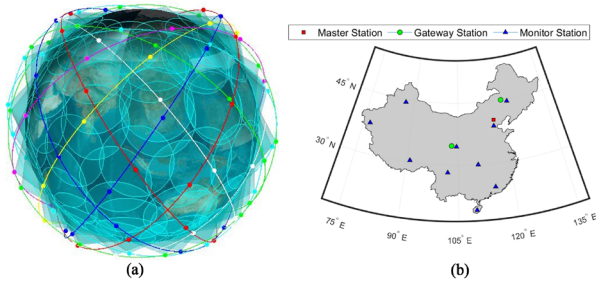 Master Station Gateway Station Monitor Station
45°N
30°N
75°E
90°E
105°E
120°E
135°E
(a)
(b)